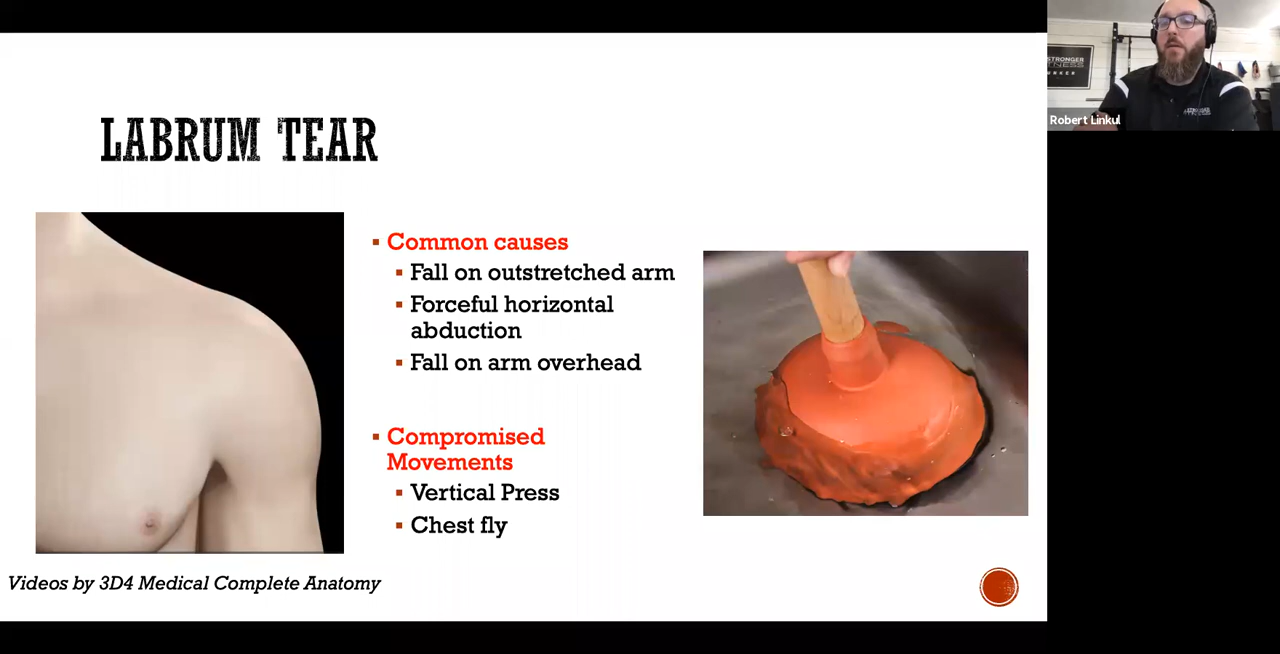 LABRUM TEAR
Common causes
Fall on outstretched arm
Forceful horizontal
abduction
Fall on arm overhead
Compromised
Movements
Vertical Press
Chest fly
Videos by 3D4 Medical Complete Anatomy
STRONGER
Robert Linkul